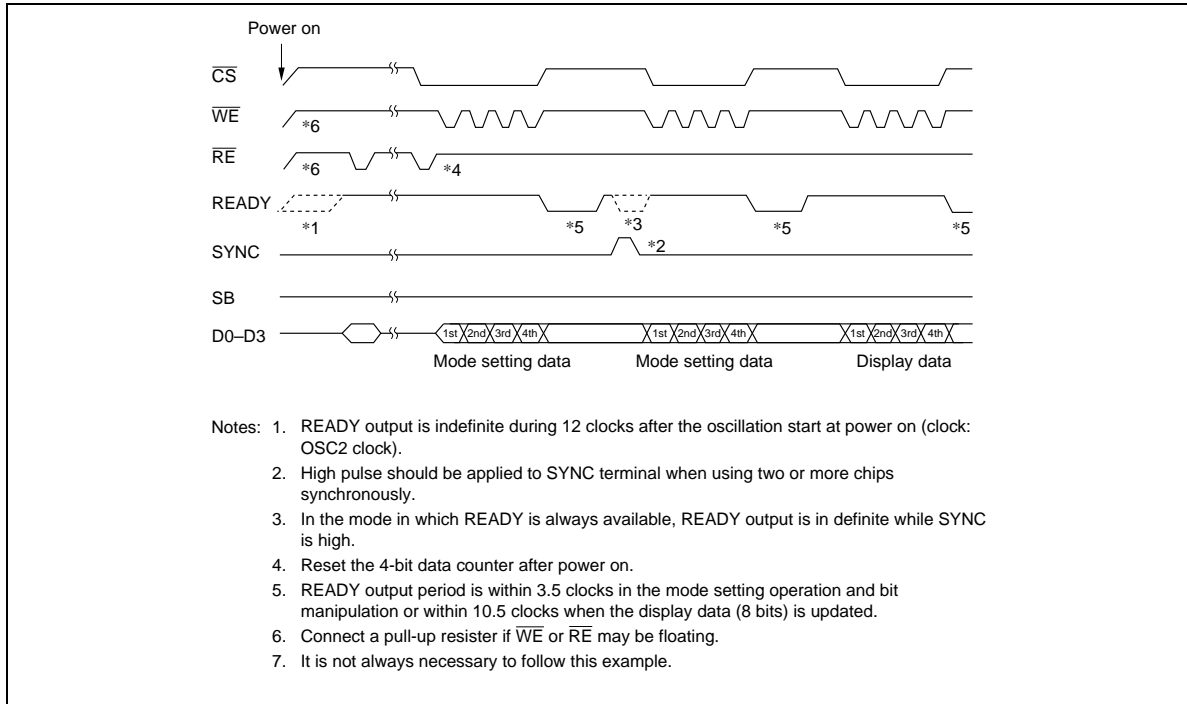 Power on
CS
WE
*6
RE
*6
*4
READY
*1
*5
*3
*5
*5
SYNC
*2
SB
D0–D3
1st 2nd 3rd 4th
1st 2nd 3rd 4th
1st 2nd 3rd 4th
Mode setting data
Mode setting data
Display data
Notes: 1. READY output is indefinite during 12 clocks after the oscillation start at power on (clock:
OSC2 clock).
2. High pulse should be applied to SYNC terminal when using two or more chips
synchronously.
3. In the mode in which READY is always available, READY output is in definite while SYNC
is high.
4. Reset the 4-bit data counter after power on.
5. READY output period is within 3.5 clocks in the mode setting operation and bit
manipulation or within 10.5 clocks when the display data (8 bits) is updated.
6. Connect a pull-up resister if WE or RE may be floating.
7. It is not always necessary to follow this example.